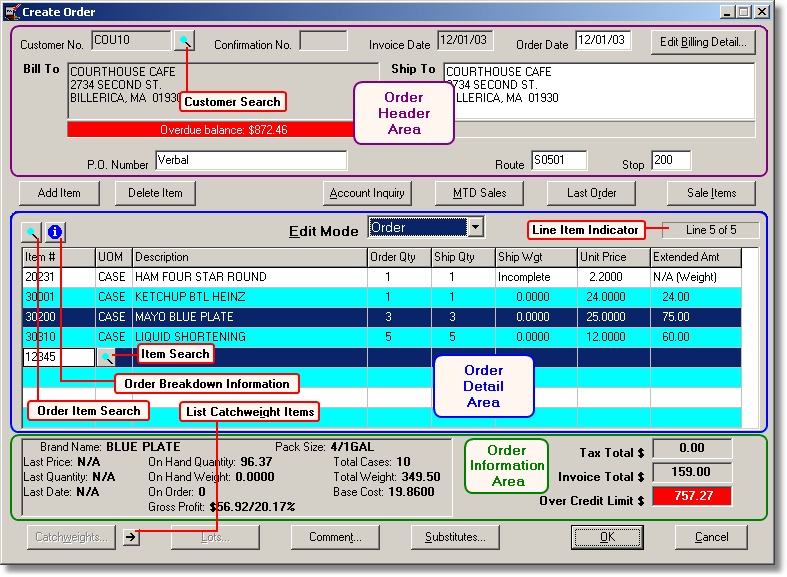 Create Order
Customer No. COU10 Confirmation No. Invoice Date 12/01/03 Order Date 12/01/03 Edit Billing Detail...
Bill To COURTHOUSE CAFE Ship To COURTHOUSE CAFE
2734 SECOND ST. 2734 SECOND ST.
BILLERICA, MA 01930 BILLERICA, MA 01930
Customer Search
Order
Header
Area
Overdue balance: $872.46
P.O. Number Verbal Route S0501 Stop 200
Add Item Delete Item Account Inquiry MTD Sales Last Order Sale Items
Edit Mode Order Line Item Indicator Line 5 of 5
Item # UOM Description Order Qty Ship Qty Ship Wgt Unit Price Extended Amt
20231 CASE HAM FOUR STAR ROUND 1 1 Incomplete 2.2000 N/A (Weight)
30001 CASE KETCHUP BTL HEINZ 1 1 0.0000 24.0000 24.00
30200 CASE MAYO BLUE PLATE 3 3 0.0000 25.0000 75.00
30310 CASE LIQUID SHORTENING 5 5 0.0000 12.0000 60.00
12345 Item Search
Order
Detail
Area
Order Breakdown Information
Order Item Search List Catchweight Items
Brand Name: BLUE PLATE Pack Size: 4/1GAL
Last Price: N/A On Hand Quantity: 96.37 Total Cases: 10
Last Quantity: N/A On Hand Weight: 0.0000 Total Weight: 349.50
Last Date: N/A On Order: 0 Base Cost: 19.8600
Gross Profit: $56.92/20.17%
Order
Information
Area
Tax Total $ 0.00
Invoice Total $ 159.00
Over Credit Limit $ 757.27
Catchweights... Lots... Comment... Substitutes... OK Cancel